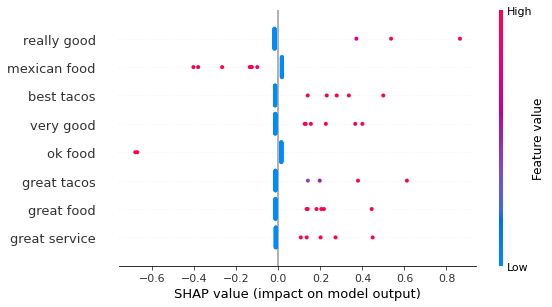 High
really good
mexican food
best tacos
very good
ok food
great tacos
great food
great service
Low
Feature value
−0.6 −0.4 −0.2 0.0 0.2 0.4 0.6 0.8
SHAP value (impact on model output)